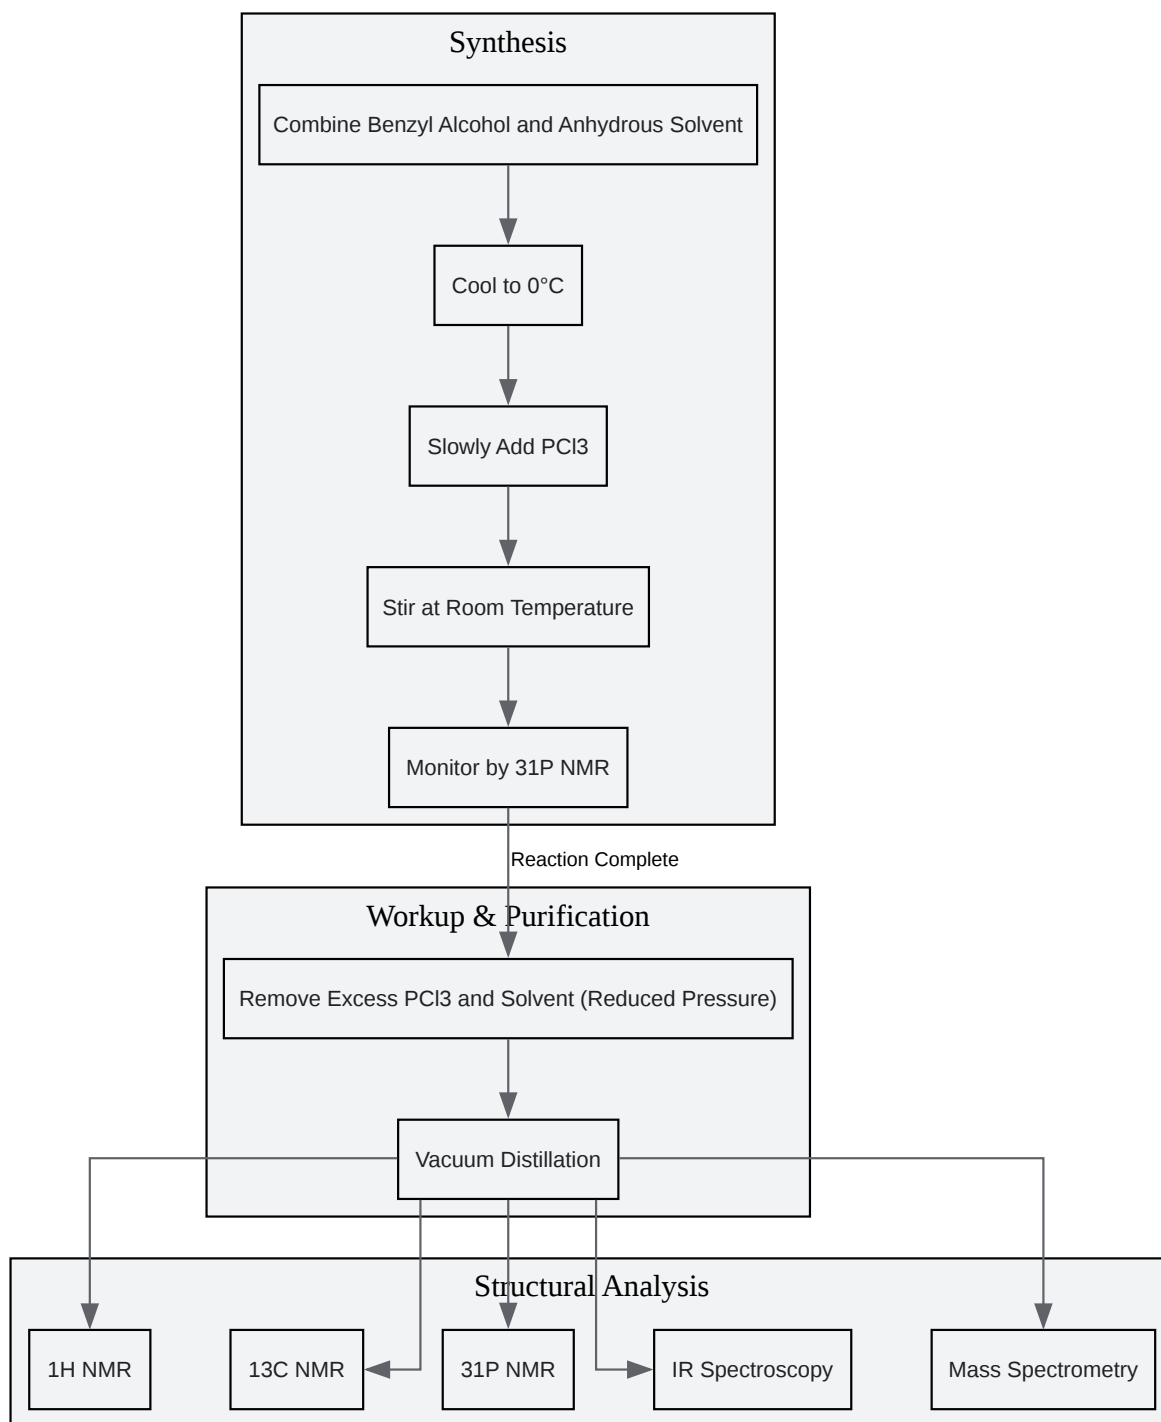 Synthesis
Combine Benzyl Alcohol and Anhydrous Solvent
Cool to 0°C
Slowly Add PCl3
Stir at Room Temperature
Monitor by 31P NMR
Reaction Complete
Workup & Purification
Remove Excess PCl3 and Solvent (Reduced Pressure)
Vacuum Distillation
Structural Analysis
1H NMR
13C NMR
31P NMR
IR Spectroscopy
Mass Spectrometry